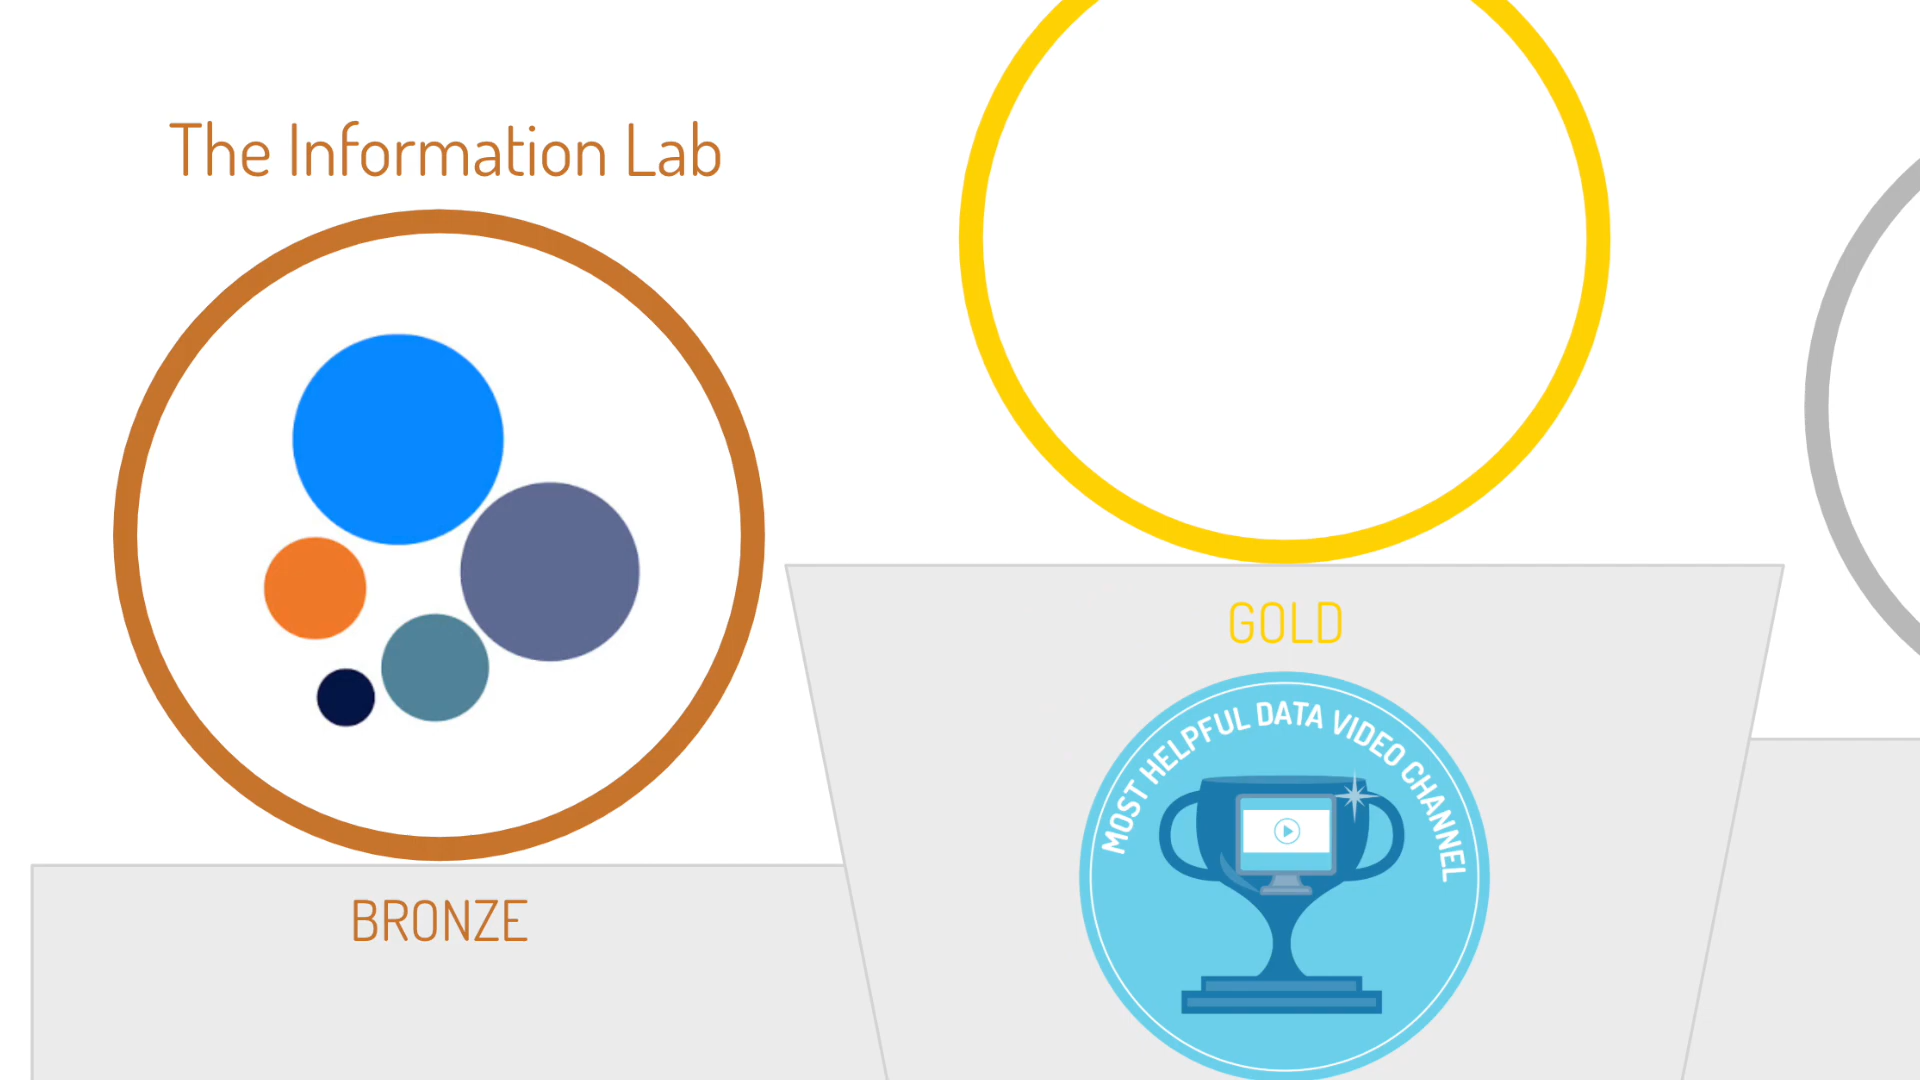 The Information Lab
BRONZE
GOLD
MOST HELPFUL DATA VIDEO CHANNEL